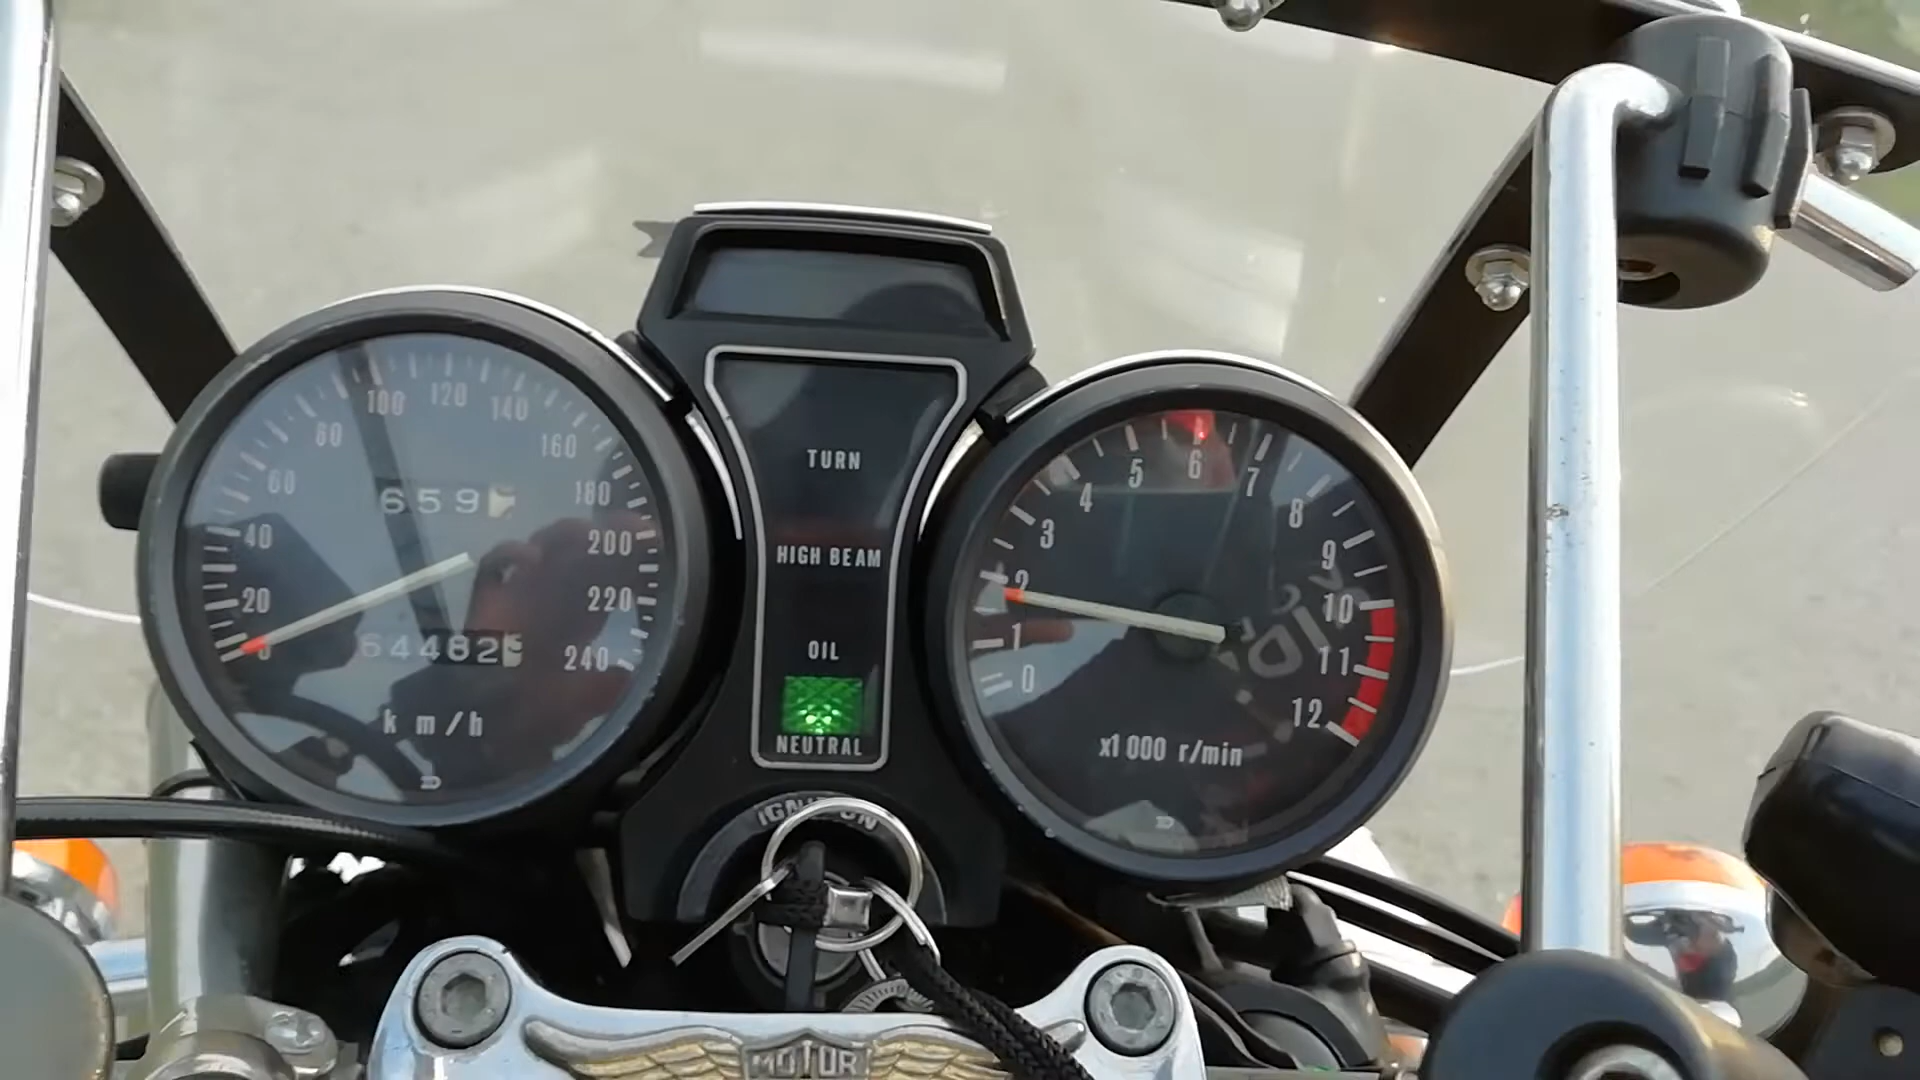 100 120 140
80 160
60 180
659
40 200
20 220
64482
240
k m/h
TURN
HIGH BEAM
OIL
NEUTRAL
IGNITION
5 6 7
4 8
3 9
2 10
1 11
0 12
x1000 r/min
MOTOR